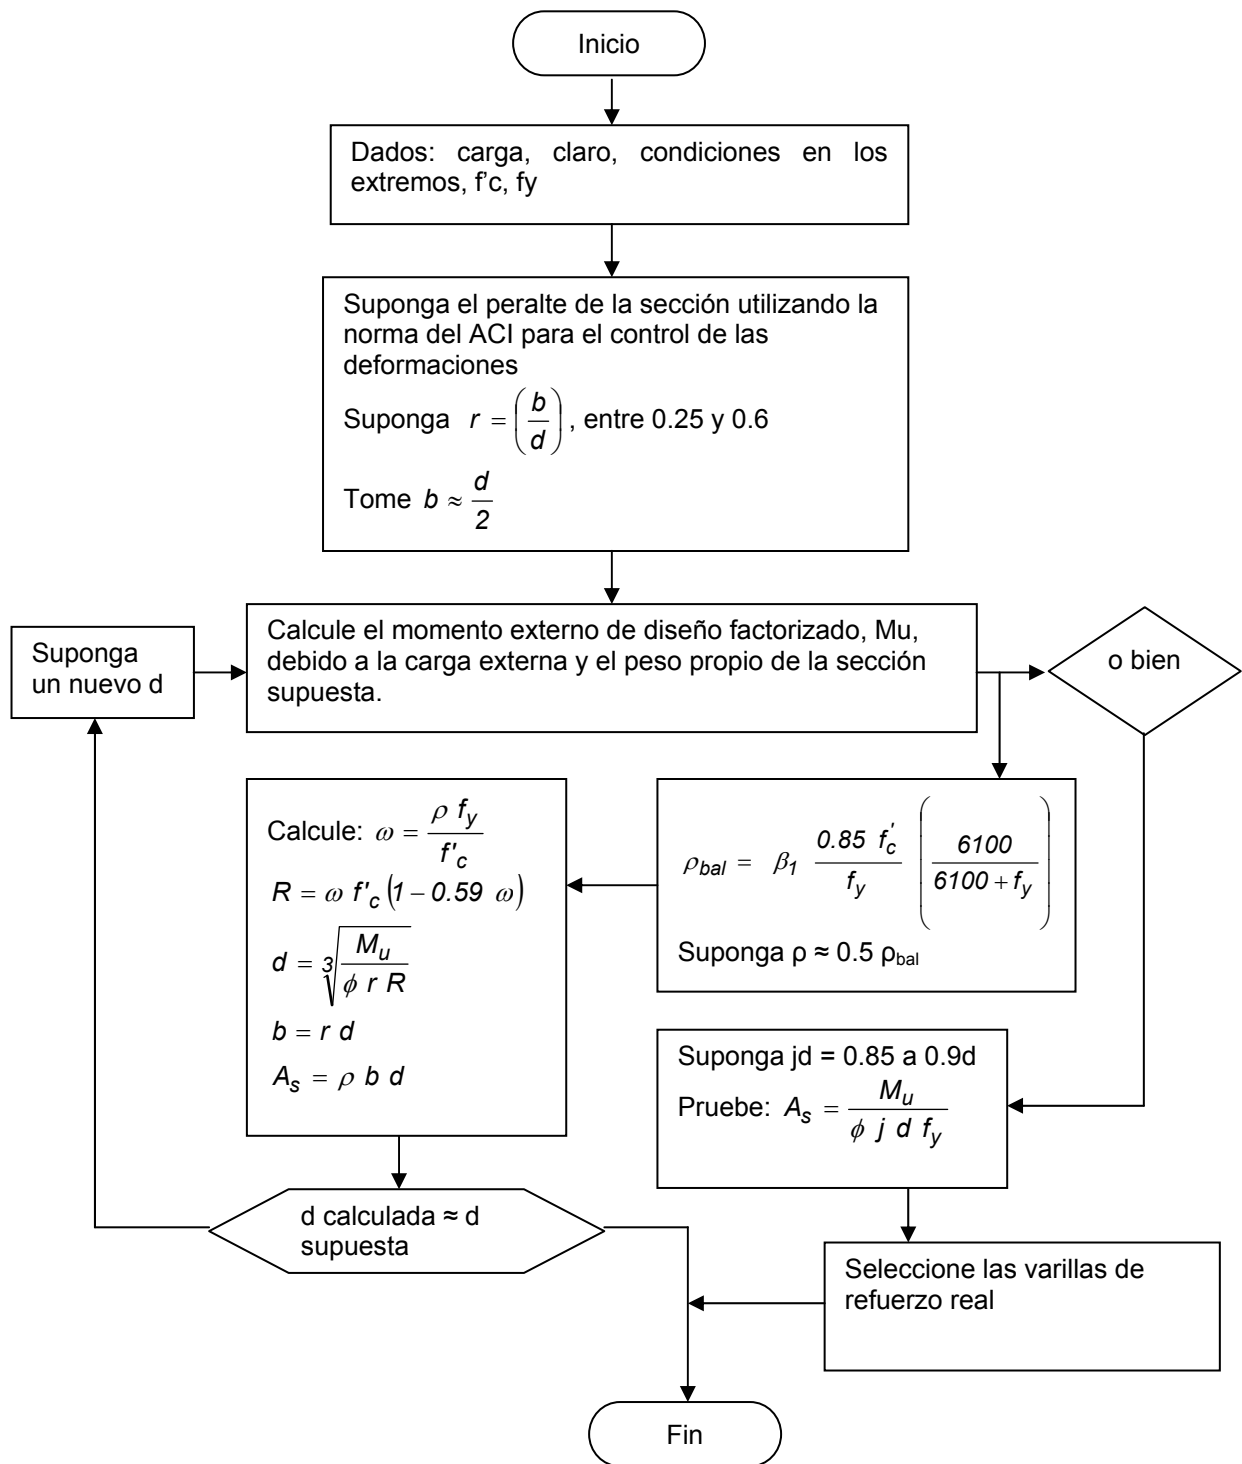 Inicio
Dados: carga, claro, condiciones en los
extremos, f'c, fy
Suponga el peralte de la sección utilizando la
norma del ACI para el control de las
deformaciones
Suponga r = (b/d), entre 0.25 y 0.6
Tome b ≈ d/2
Suponga
un nuevo d
Calcule el momento externo de diseño factorizado, Mu,
debido a la carga externa y el peso propio de la sección
supuesta.
o bien
ρbal = β1 0.85 f'c / fy (6100 / 6100 + fy)
Suponga ρ ≈ 0.5 ρbal
Calcule: ω = ρ fy / f'c
R = ω f'c (1 − 0.59 ω)
d = ∛(Mu / φ r R)
b = r d
As = ρ b d
Suponga jd = 0.85 a 0.9d
Pruebe: As = Mu / φ j d fy
d calculada ≈ d
supuesta
Seleccione las varillas de
refuerzo real
Fin